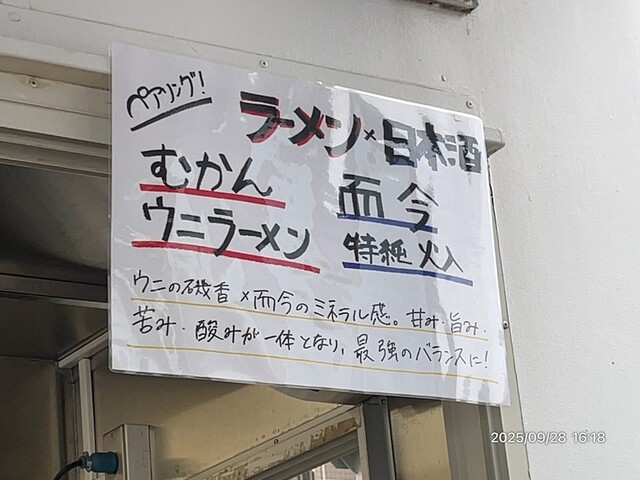 ペアリング!
ラーメン×日本酒
むかん 而今
ウニラーメン 特純 火入
ウニの磯香×而今のミネラル感。甘み・旨み・
苦み・酸みが一体となり、最強のバランスに!
2025/09/28 16:18